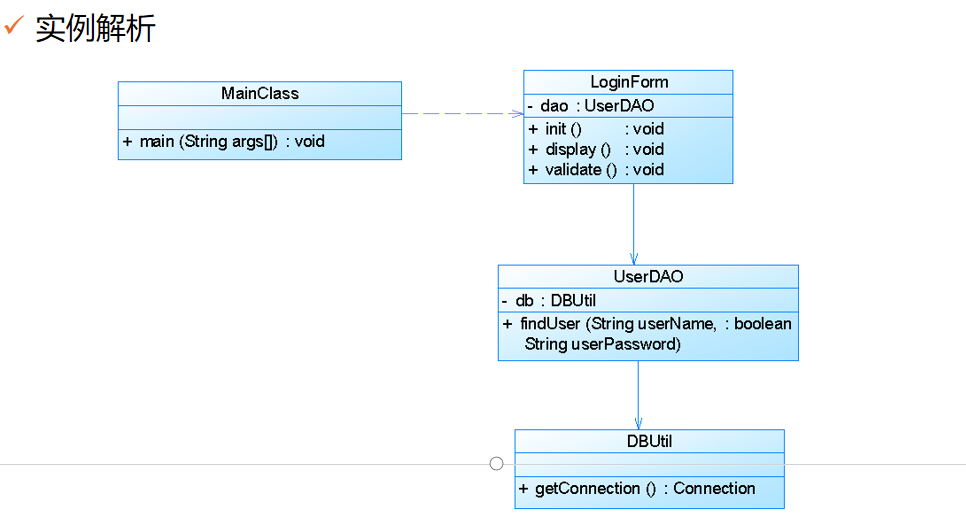 ✓ 实例解析
MainClass
+ main (String args[]) : void
LoginForm
- dao : UserDAO
+ init () : void
+ display () : void
+ validate () : void
UserDAO
- db : DBUtil
+ findUser (String userName, : boolean
String userPassword)
DBUtil
+ getConnection () : Connection